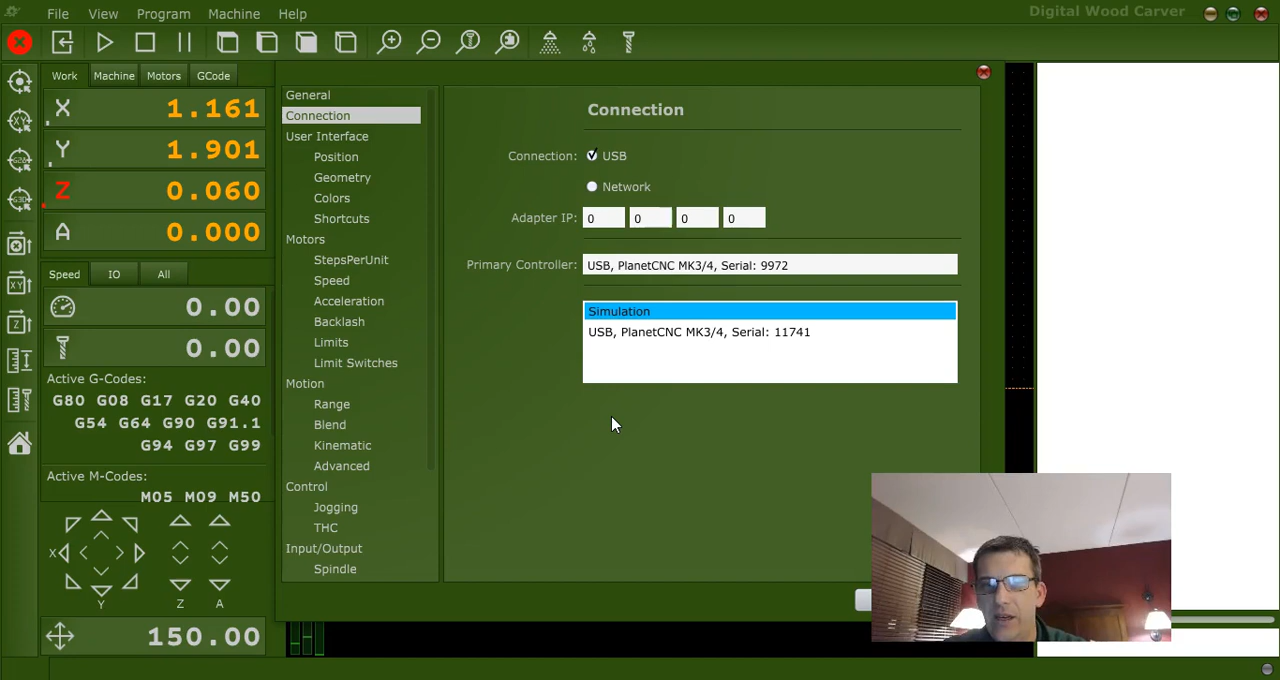 File View Program Machine Help
Digital Wood Carver
Work Machine Motors GCode
X 1.161
Y 1.901
Z 0.060
A 0.000
Speed IO All
0.00
0.00
Active G-Codes:
G80 G08 G17 G20 G40
G54 G64 G90 G91.1
G94 G97 G99
Active M-Codes:
M05 M09 M50
X
Y
Z
A
150.00
General
Connection
User Interface
Position
Geometry
Colors
Shortcuts
Motors
StepsPerUnit
Speed
Acceleration
Backlash
Limits
Limit Switches
Motion
Range
Blend
Kinematic
Advanced
Control
Jogging
THC
Input/Output
Spindle
Connection
Connection: USB
Network
Adapter IP: 0 0 0 0
Primary Controller: USB, PlanetCNC MK3/4, Serial: 9972
Simulation
USB, PlanetCNC MK3/4, Serial: 11741